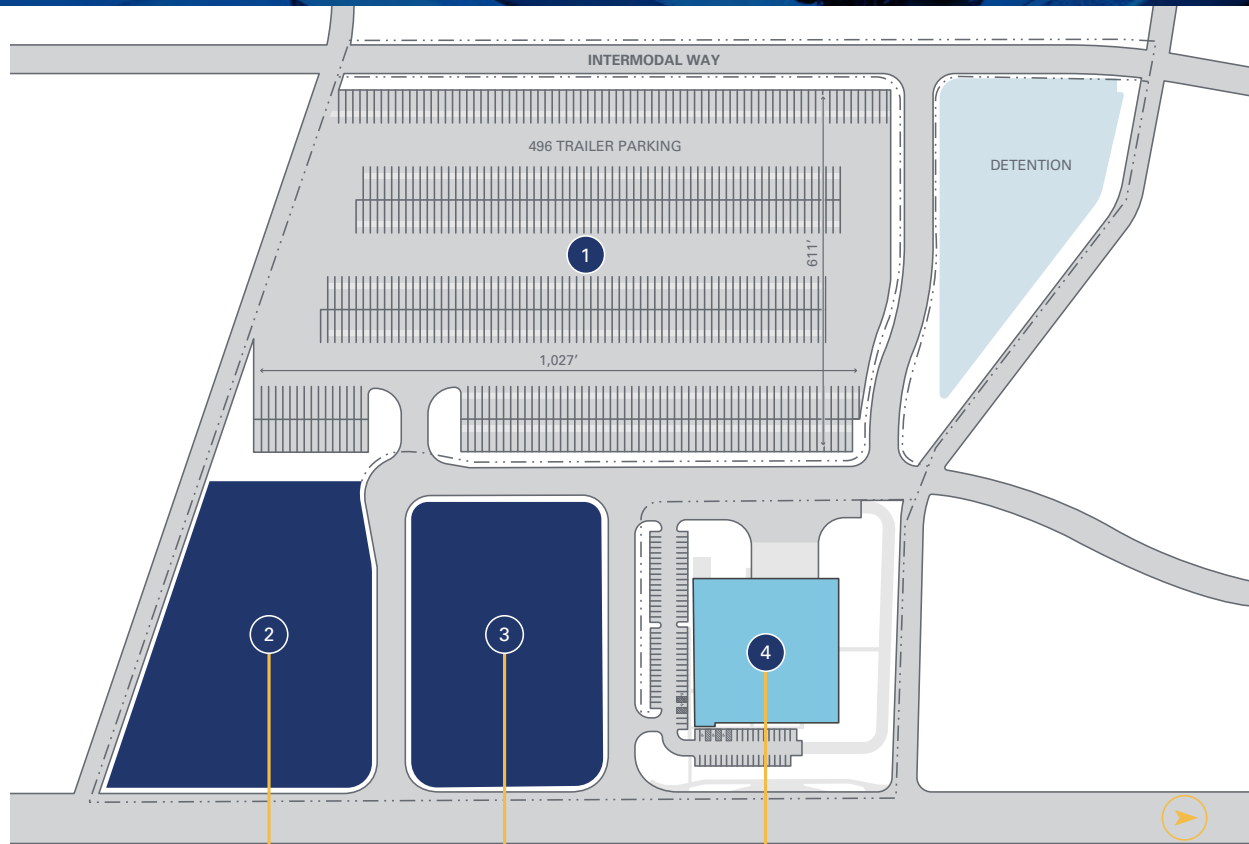 INTERMODAL WAY
496 TRAILER PARKING
DETENTION
1
611’
1,027’
2
3
4